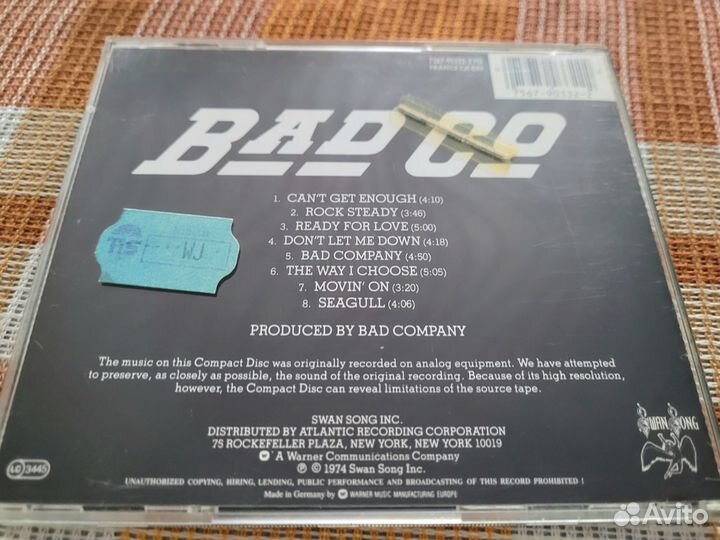 7567-90332-2
BAD CO
1. CAN'T GET ENOUGH (4:10)
2. ROCK STEADY (3:46)
3. READY FOR LOVE (5:00)
4. DON'T LET ME DOWN (4:18)
5. BAD COMPANY (4:50)
6. THE WAY I CHOOSE (5:05)
7. MOVIN' ON (3:20)
8. SEAGULL (4:06)
WJ
PRODUCED BY BAD COMPANY
The music on this Compact Disc was originally recorded on analog equipment. We have attempted
to preserve, as closely as possible, the sound of the original recording. Because of its high resolution,
however, the Compact Disc can reveal limitations of the source tape.
SWAN SONG INC.
DISTRIBUTED BY ATLANTIC RECORDING CORPORATION
75 ROCKEFELLER PLAZA, NEW YORK, NEW YORK 10019
A Warner Communications Company
℗ © 1974 Swan Song Inc.
SWAN SONG
LC 3445
UNAUTHORIZED COPYING, HIRING, LENDING, PUBLIC PERFORMANCE AND BROADCASTING OF THIS RECORD PROHIBITED !
Made in Germany by WARNER MUSIC MANUFACTURING EUROPE
Avito